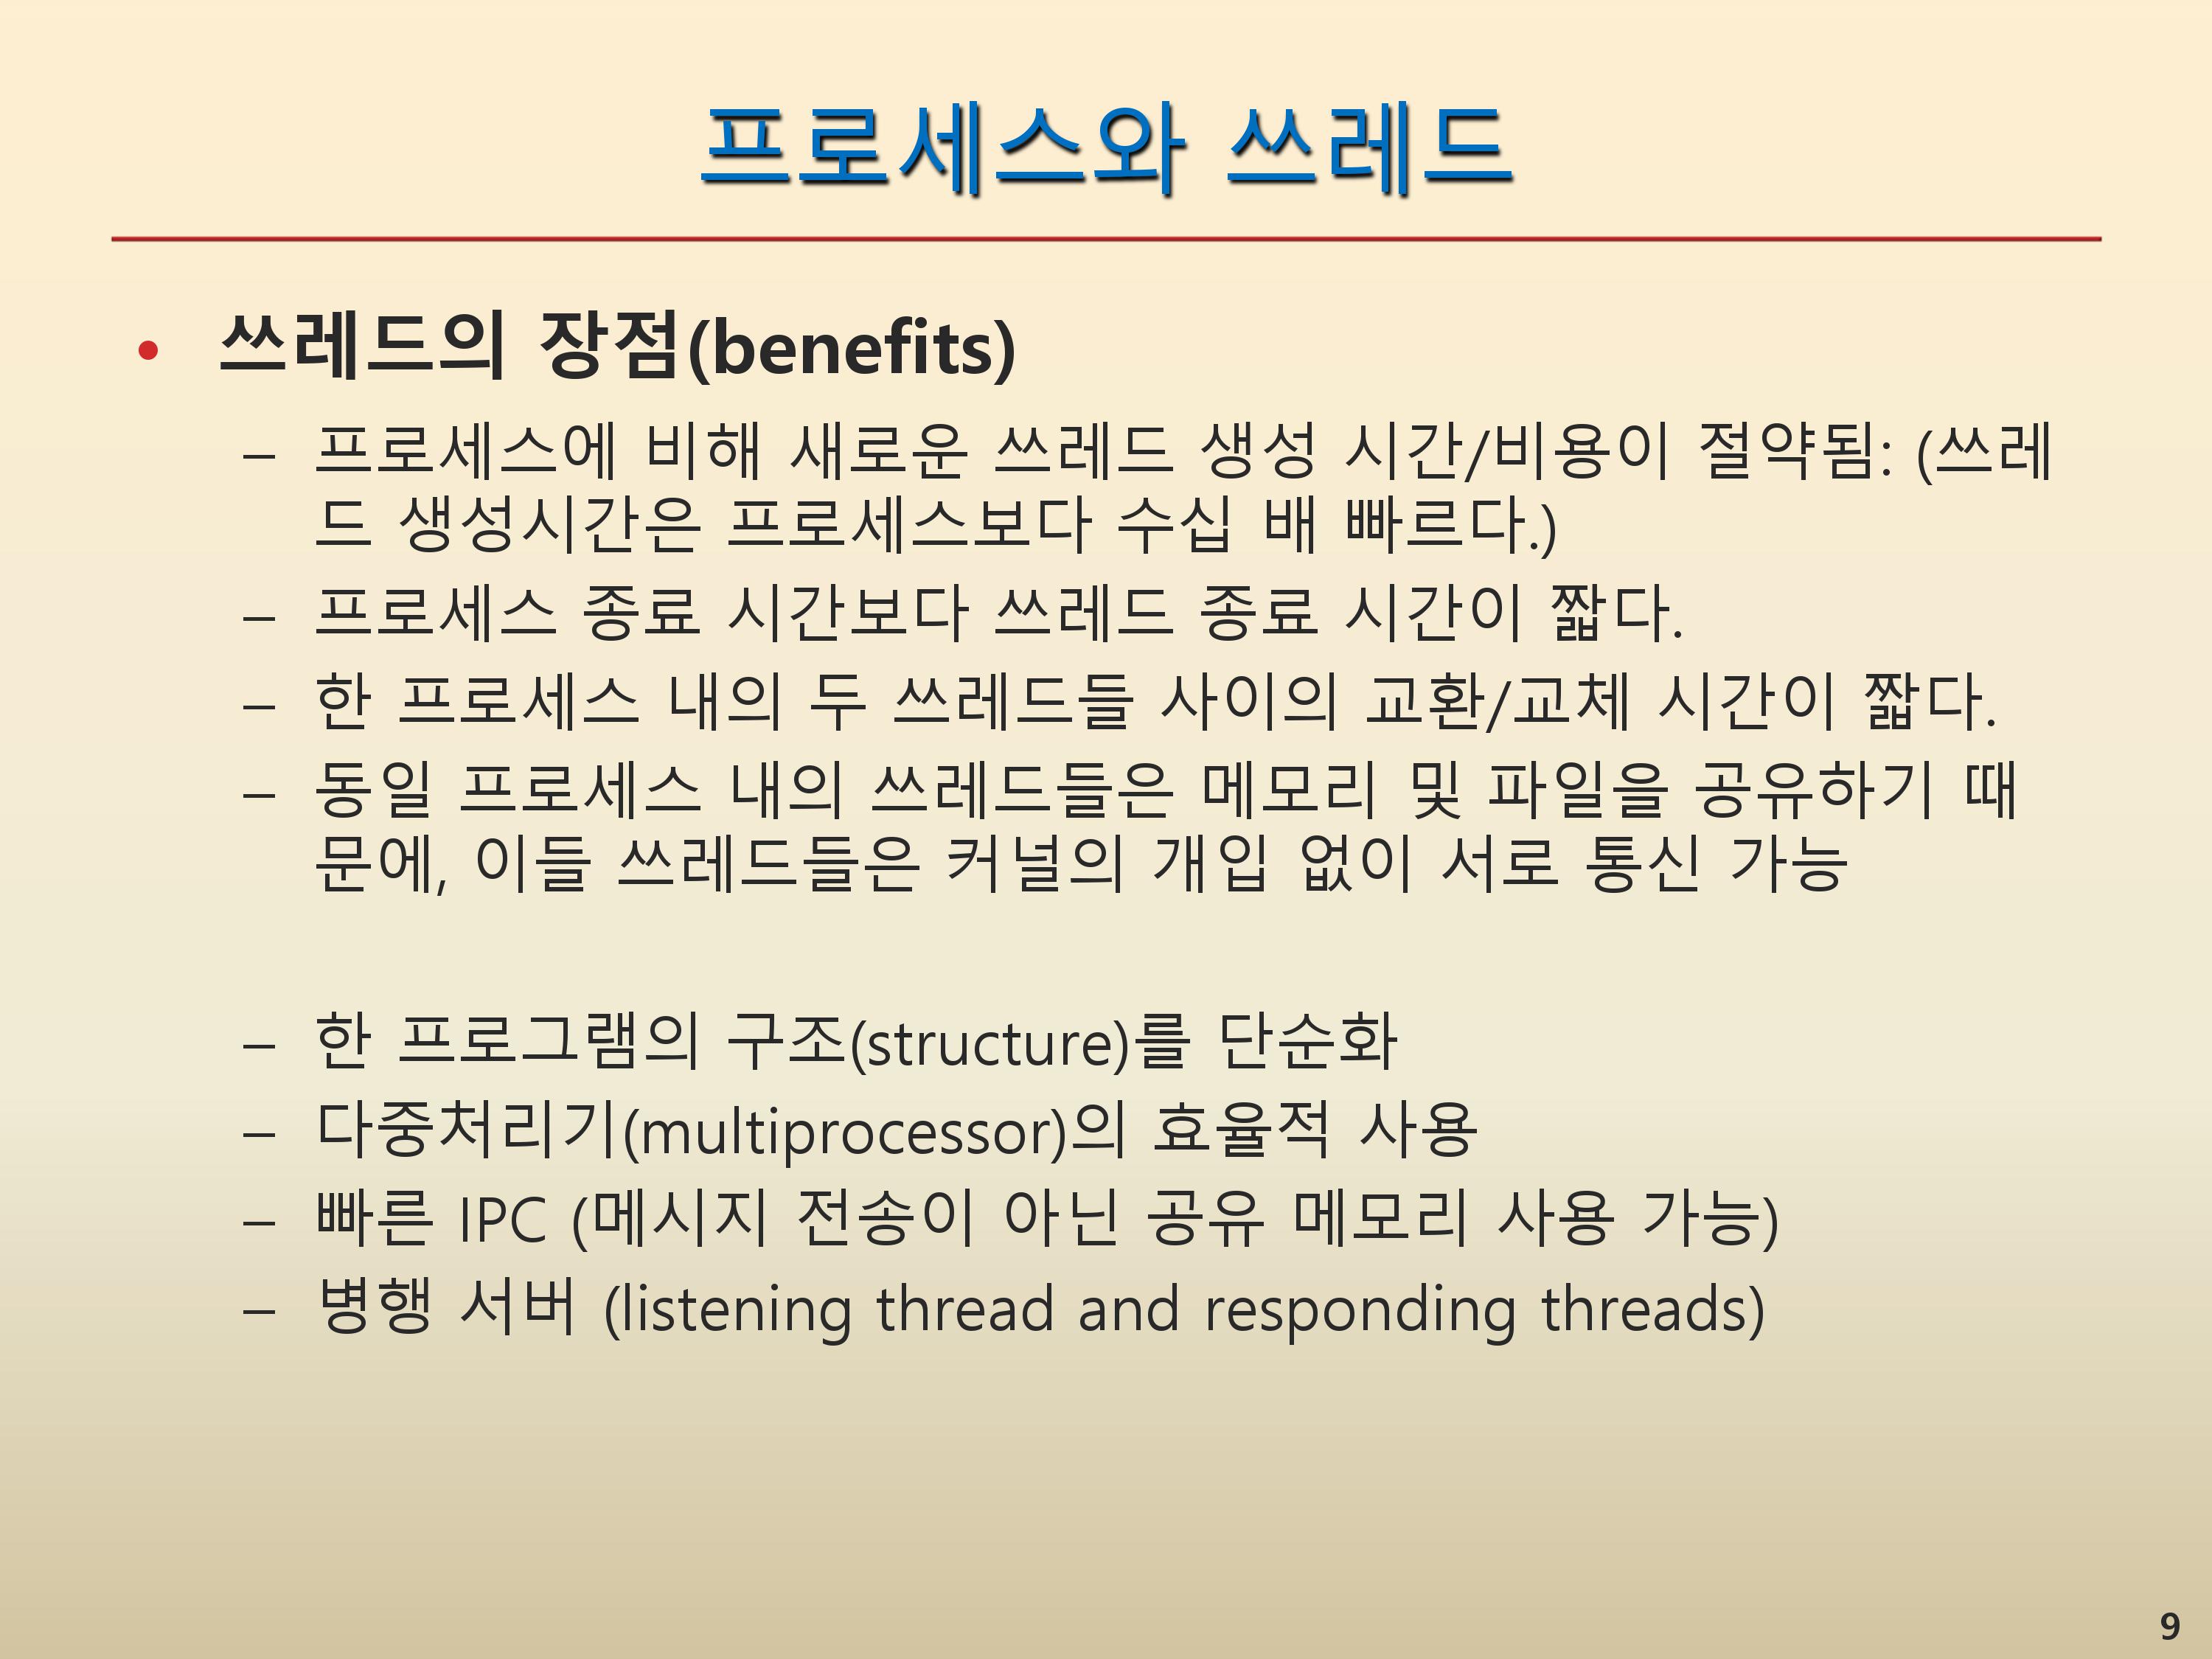 프로세스와 쓰레드
• 쓰레드의 장점(benefits)
– 프로세스에 비해 새로운 쓰레드 생성 시간/비용이 절약됨: (쓰레
드 생성시간은 프로세스보다 수십 배 빠르다.)
– 프로세스 종료 시간보다 쓰레드 종료 시간이 짧다.
– 한 프로세스 내의 두 쓰레드들 사이의 교환/교체 시간이 짧다.
– 동일 프로세스 내의 쓰레드들은 메모리 및 파일을 공유하기 때
문에, 이들 쓰레드들은 커널의 개입 없이 서로 통신 가능
– 한 프로그램의 구조(structure)를 단순화
– 다중처리기(multiprocessor)의 효율적 사용
– 빠른 IPC (메시지 전송이 아닌 공유 메모리 사용 가능)
– 병행 서버 (listening thread and responding threads)
9